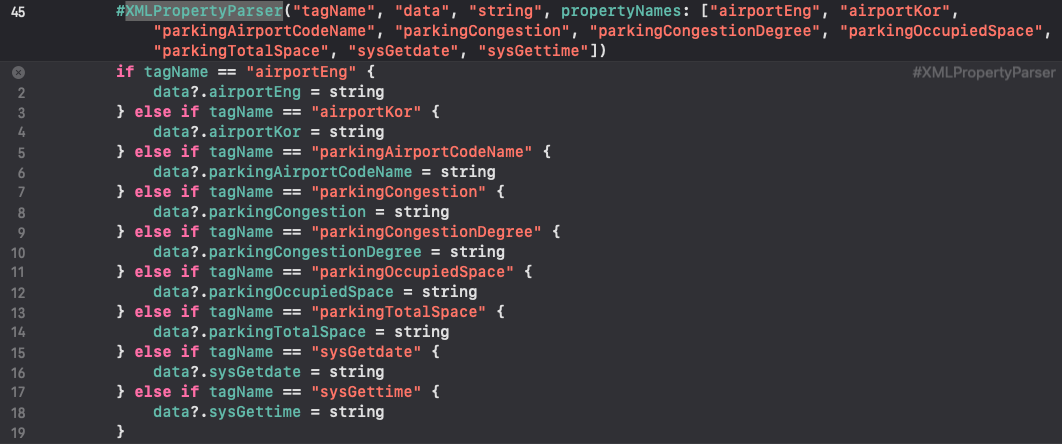 45 #XMLPropertyParser("tagName", "data", "string", propertyNames: ["airportEng", "airportKor",
"parkingAirportCodeName", "parkingCongestion", "parkingCongestionDegree", "parkingOccupiedSpace",
"parkingTotalSpace", "sysGetdate", "sysGettime"])
if tagName == "airportEng" { #XMLPropertyParser
2 data?.airportEng = string
3 } else if tagName == "airportKor" {
4 data?.airportKor = string
5 } else if tagName == "parkingAirportCodeName" {
6 data?.parkingAirportCodeName = string
7 } else if tagName == "parkingCongestion" {
8 data?.parkingCongestion = string
9 } else if tagName == "parkingCongestionDegree" {
10 data?.parkingCongestionDegree = string
11 } else if tagName == "parkingOccupiedSpace" {
12 data?.parkingOccupiedSpace = string
13 } else if tagName == "parkingTotalSpace" {
14 data?.parkingTotalSpace = string
15 } else if tagName == "sysGetdate" {
16 data?.sysGetdate = string
17 } else if tagName == "sysGettime" {
18 data?.sysGettime = string
19 }